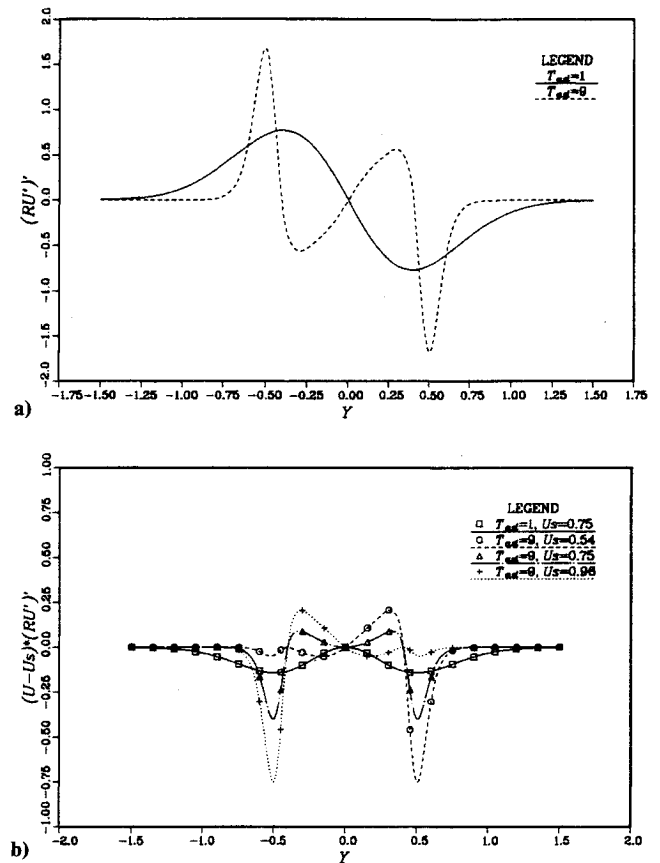 2.0
1.5
1.0
0.5
0.0
-0.5
-1.0
-1.5
-2.0
(RU')'
LEGEND
T_ad=1
T_ad=9
-1.75 -1.50 -1.25 -1.00 -0.75 -0.50 -0.25 0.00 0.25 0.50 0.75 1.00 1.25 1.50 1.75
Y
a)
1.00
0.75
0.50
0.25
0.00
-0.25
-0.50
-0.75
-1.00
(U-Us)*(RU')'
LEGEND
T_ad=1, Us=0.75
T_ad=9, Us=0.54
T_ad=9, Us=0.75
T_ad=9, Us=0.96
-2.0 -1.5 -1.0 -0.5 0.0 0.5 1.0 1.5 2.0
Y
b)